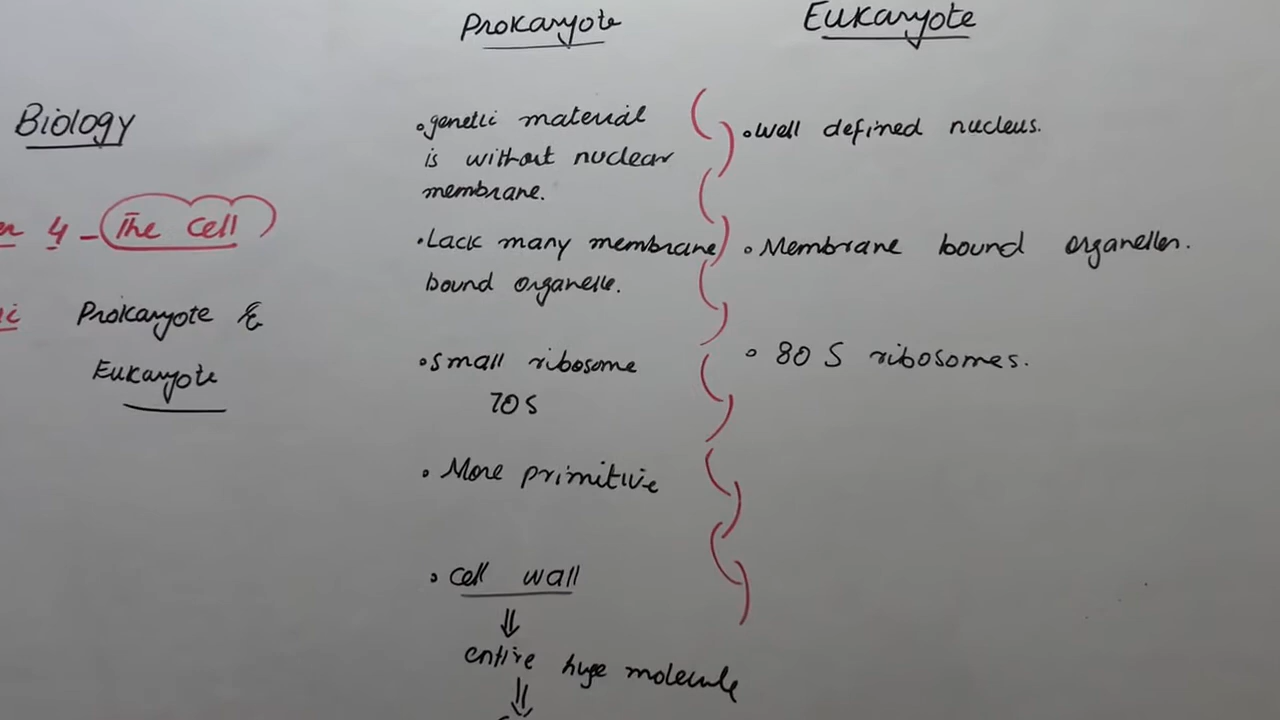 Prokaryote
Eukaryote
Biology
4 - The Cell
Prokaryote &
Eukaryote
• genetic material
is without nuclear
membrane.
• Lack many membrane
bound organelle.
• Small ribosome
70 S
• More primitive
• cell wall
⇓
entire huge molecule
⇓
• well defined nucleus.
• Membrane bound organelles.
• 80 S ribosomes.